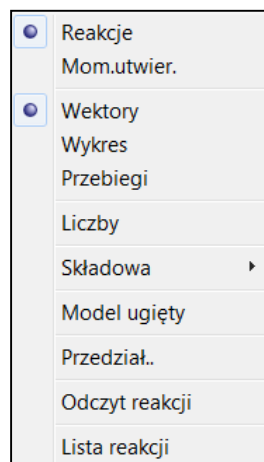 Reakcje
Mom.utwier.
Wektory
Wykres
Przebiegi
Liczby
Składowa
Model ugięty
Przedział..
Odczyt reakcji
Lista reakcji